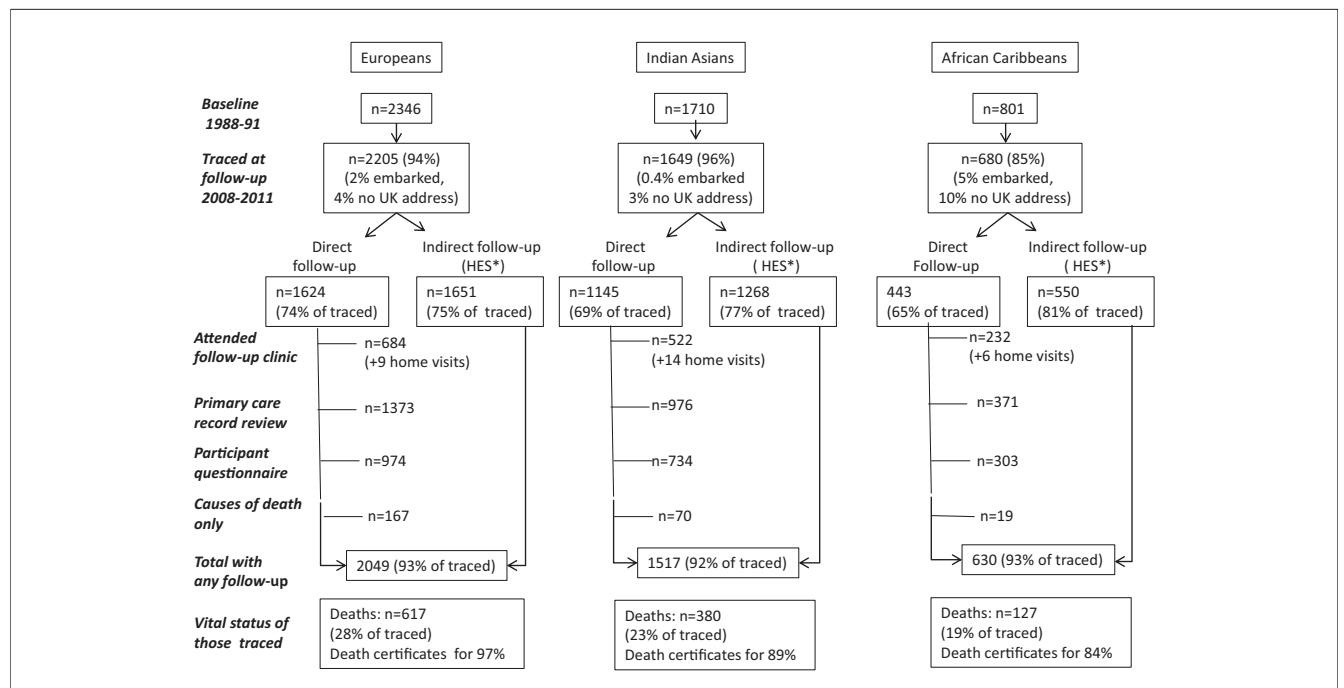 Europeans
Indian Asians
African Caribbeans
Baseline
1988-91
n=2346
n=1710
n=801
Traced at
follow-up
2008-2011
n=2205 (94%)
(2% embarked,
4% no UK address)
n=1649 (96%)
(0.4% embarked
3% no UK address)
n=680 (85%)
(5% embarked,
10% no UK address)
Direct
follow-up
Indirect follow-up
(HES*)
Direct
follow-up
Indirect follow-up
( HES*)
Direct
Follow-up
Indirect follow-up
( HES*)
n=1624
(74% of traced)
n=1651
(75% of traced)
n=1145
(69% of traced)
n=1268
(77% of traced)
443
(65% of traced)
n=550
(81% of traced)
Attended
follow-up clinic
n=684
(+9 home visits)
n=522
(+14 home visits)
n=232
(+6 home visits)
Primary care
record review
n=1373
n=976
n=371
Participant
questionnaire
n=974
n=734
n=303
Causes of death
only
n=167
n=70
n=19
Total with
any follow-up
2049 (93% of traced)
1517 (92% of traced)
630 (93% of traced)
Vital status of
those traced
Deaths: n=617
(28% of traced)
Death certificates for 97%
Deaths: n=380
(23% of traced)
Death certificates for 89%
Deaths: n=127
(19% of traced)
Death certificates for 84%